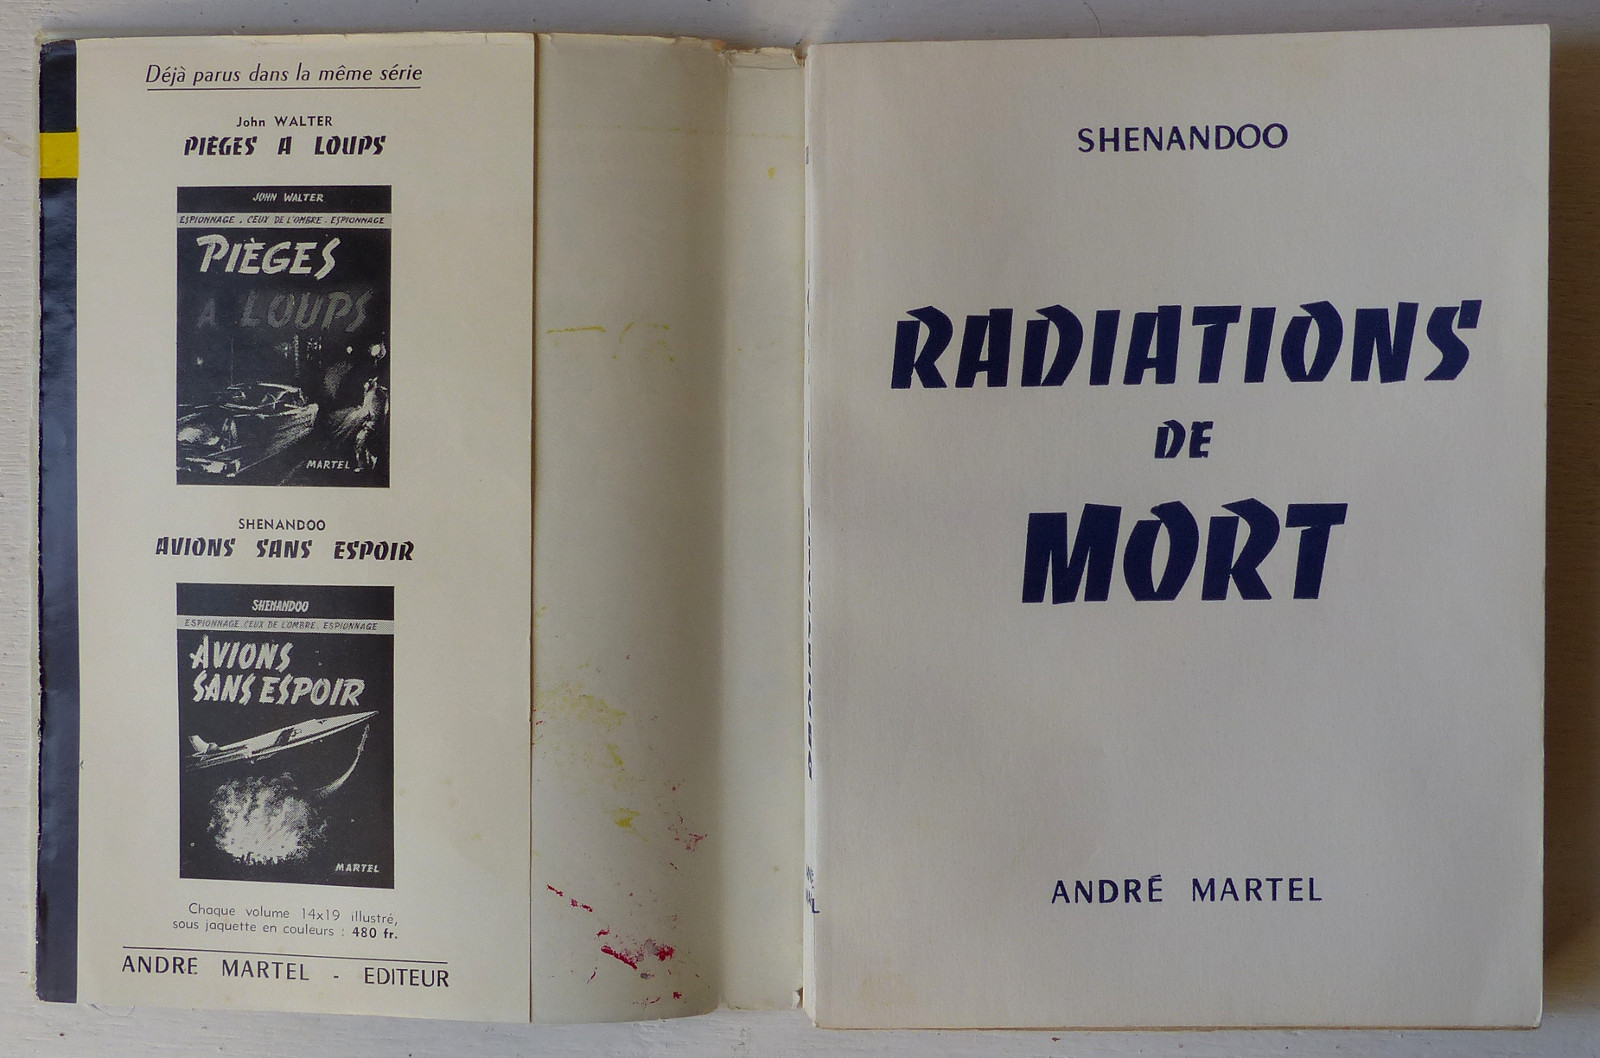 Déjà parus dans la même série
John WALTER
PIÈGES A LOUPS
JOHN WALTER
ESPIONNAGE . CEUX DE L'OMBRE . ESPIONNAGE
PIÈGES
A LOUPS
MARTEL
SHENANDOO
AVIONS SANS ESPOIR
SHENANDOO
ESPIONNAGE . CEUX DE L'OMBRE . ESPIONNAGE
AVIONS
SANS ESPOIR
MARTEL
Chaque volume 14x19 illustré,
sous jaquette en couleurs : 480 fr.
ANDRE MARTEL - EDITEUR
SHENANDOO
RADIATIONS
DE
MORT
ANDRÉ MARTEL